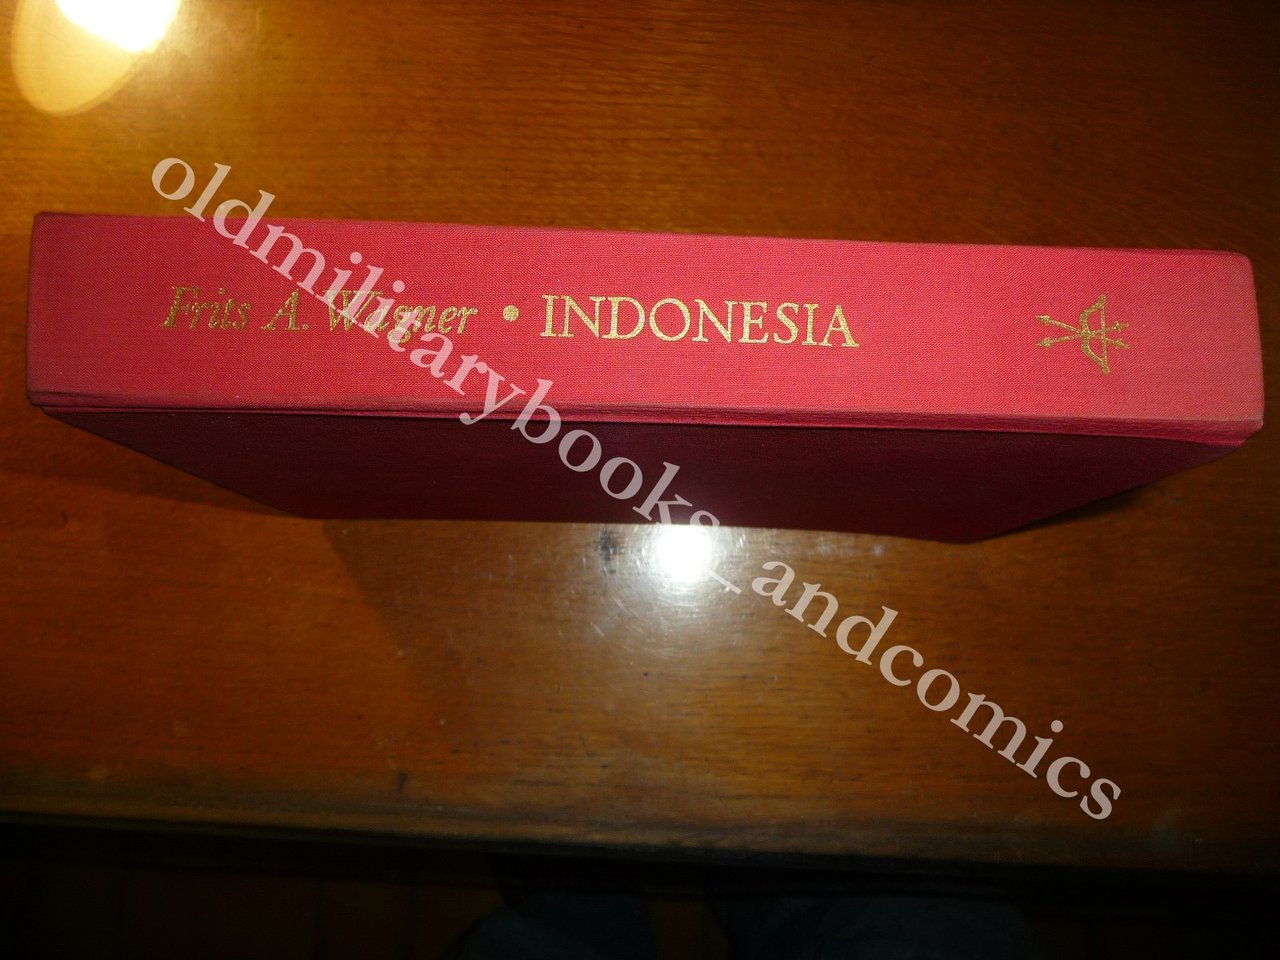 Frits A. Wagner • INDONESIA
oldmilitarybooks_andcomics